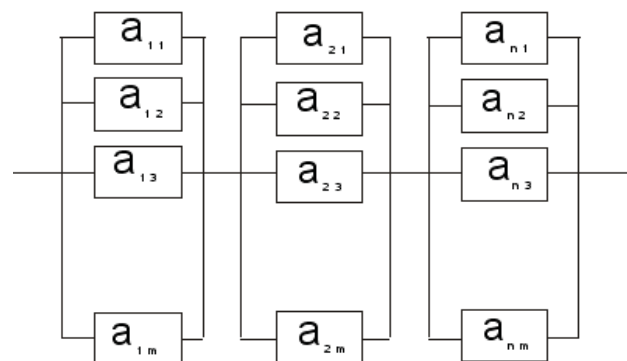 a₁₁ a₂₁ aₙ₁
a₁₂ a₂₂ aₙ₂
a₁₃ a₂₃ aₙ₃
a₁ₘ a₂ₘ aₙₘ